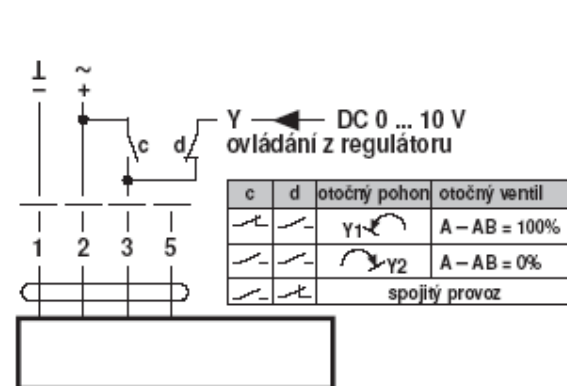 ⊥ ~
− +
Y DC 0 ... 10 V
c d
ovládání z regulátoru
c d otočný pohon otočný ventil
Y1 A – AB = 100%
Y2 A – AB = 0%
spojitý provoz
1 2 3 5